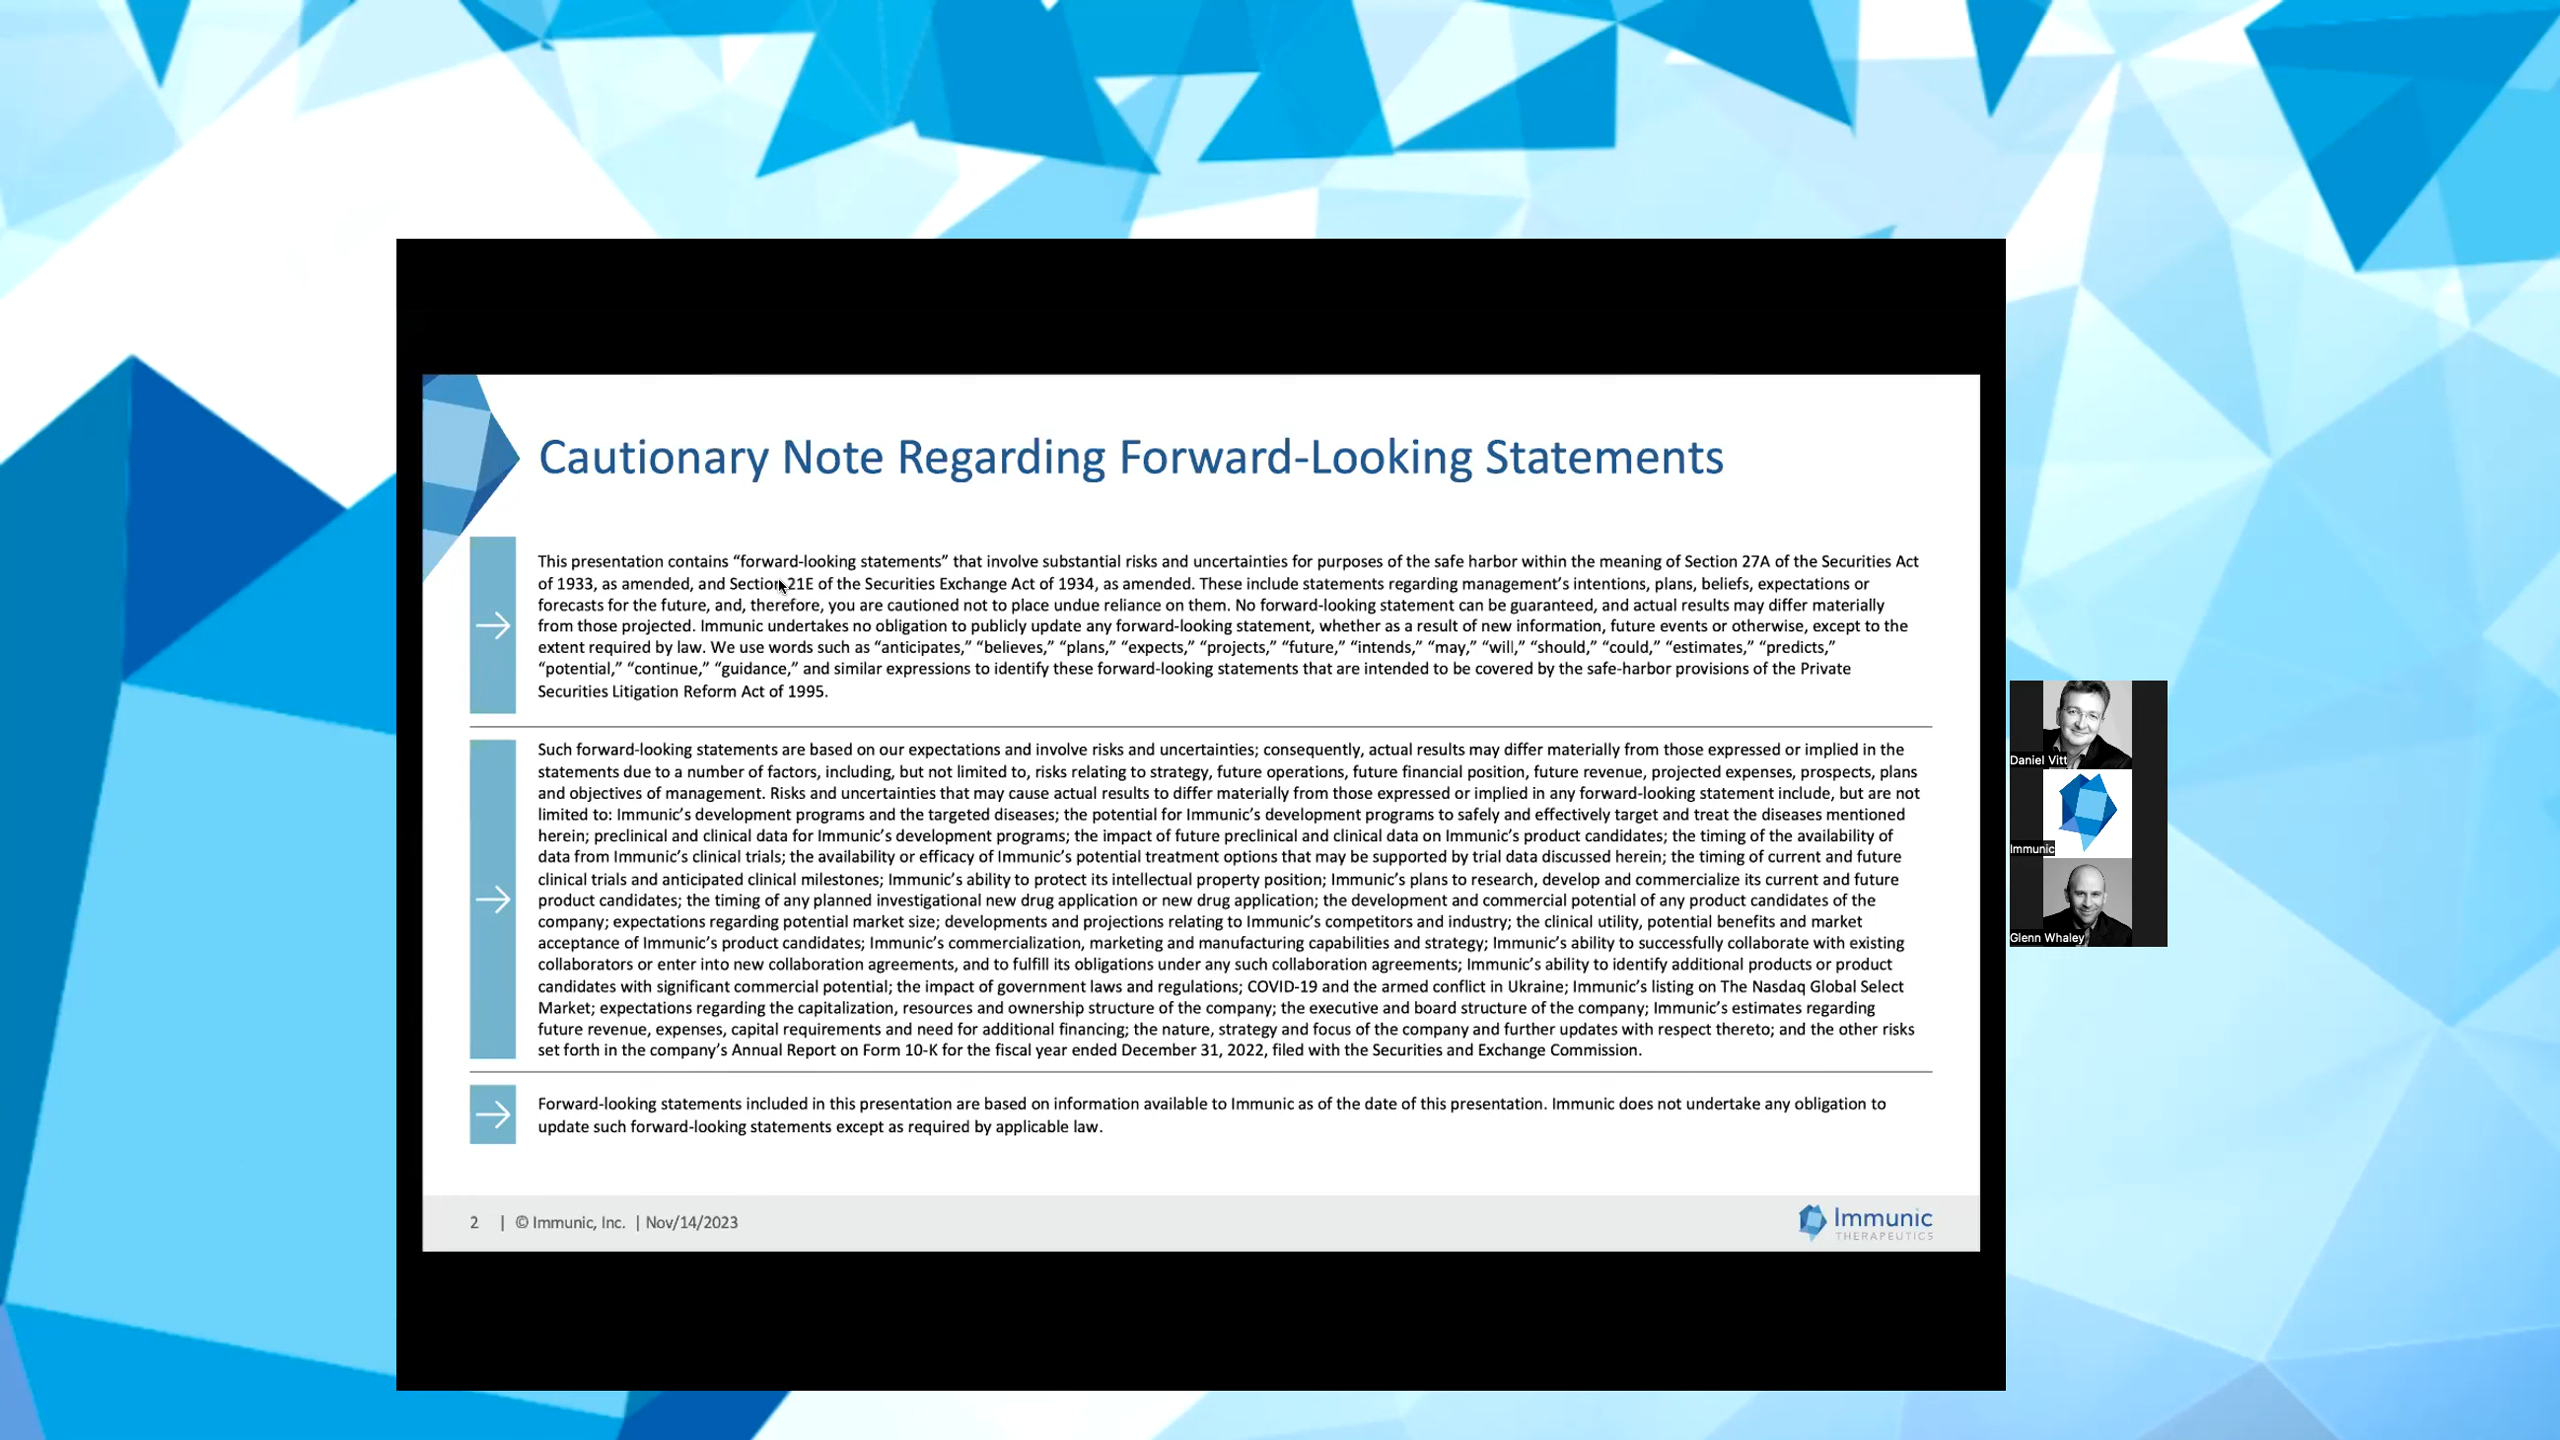 Cautionary Note Regarding Forward-Looking Statements
This presentation contains “forward-looking statements” that involve substantial risks and uncertainties for purposes of the safe harbor within the meaning of Section 27A of the Securities Act
of 1933, as amended, and Section 21E of the Securities Exchange Act of 1934, as amended. These include statements regarding management’s intentions, plans, beliefs, expectations or
forecasts for the future, and, therefore, you are cautioned not to place undue reliance on them. No forward-looking statement can be guaranteed, and actual results may differ materially
from those projected. Immunic undertakes no obligation to publicly update any forward-looking statement, whether as a result of new information, future events or otherwise, except to the
extent required by law. We use words such as “anticipates,” “believes,” “plans,” “expects,” “projects,” “future,” “intends,” “may,” “will,” “should,” “could,” “estimates,” “predicts,”
“potential,” “continue,” “guidance,” and similar expressions to identify these forward-looking statements that are intended to be covered by the safe-harbor provisions of the Private
Securities Litigation Reform Act of 1995.
Such forward-looking statements are based on our expectations and involve risks and uncertainties; consequently, actual results may differ materially from those expressed or implied in the
statements due to a number of factors, including, but not limited to, risks relating to strategy, future operations, future financial position, future revenue, projected expenses, prospects, plans
and objectives of management. Risks and uncertainties that may cause actual results to differ materially from those expressed or implied in any forward-looking statement include, but are not
limited to: Immunic’s development programs and the targeted diseases; the potential for Immunic’s development programs to safely and effectively target and treat the diseases mentioned
herein; preclinical and clinical data for Immunic’s development programs; the impact of future preclinical and clinical data on Immunic’s product candidates; the timing of the availability of
data from Immunic’s clinical trials; the availability or efficacy of Immunic’s potential treatment options that may be supported by trial data discussed herein; the timing of current and future
clinical trials and anticipated clinical milestones; Immunic’s ability to protect its intellectual property position; Immunic’s plans to research, develop and commercialize its current and future
product candidates; the timing of any planned investigational new drug application or new drug application; the development and commercial potential of any product candidates of the
company; expectations regarding potential market size; developments and projections relating to Immunic’s competitors and industry; the clinical utility, potential benefits and market
acceptance of Immunic’s product candidates; Immunic’s commercialization, marketing and manufacturing capabilities and strategy; Immunic’s ability to successfully collaborate with existing
collaborators or enter into new collaboration agreements, and to fulfill its obligations under any such collaboration agreements; Immunic’s ability to identify additional products or product
candidates with significant commercial potential; the impact of government laws and regulations; COVID-19 and the armed conflict in Ukraine; Immunic’s listing on The Nasdaq Global Select
Market; expectations regarding the capitalization, resources and ownership structure of the company; the executive and board structure of the company; Immunic’s estimates regarding
future revenue, expenses, capital requirements and need for additional financing; the nature, strategy and focus of the company and further updates with respect thereto; and the other risks
set forth in the company’s Annual Report on Form 10-K for the fiscal year ended December 31, 2022, filed with the Securities and Exchange Commission.
Forward-looking statements included in this presentation are based on information available to Immunic as of the date of this presentation. Immunic does not undertake any obligation to
update such forward-looking statements except as required by applicable law.
2 | © Immunic, Inc. | Nov/14/2023
Immunic
THERAPEUTICS
Daniel Vitt
Immunic
Glenn Whaley